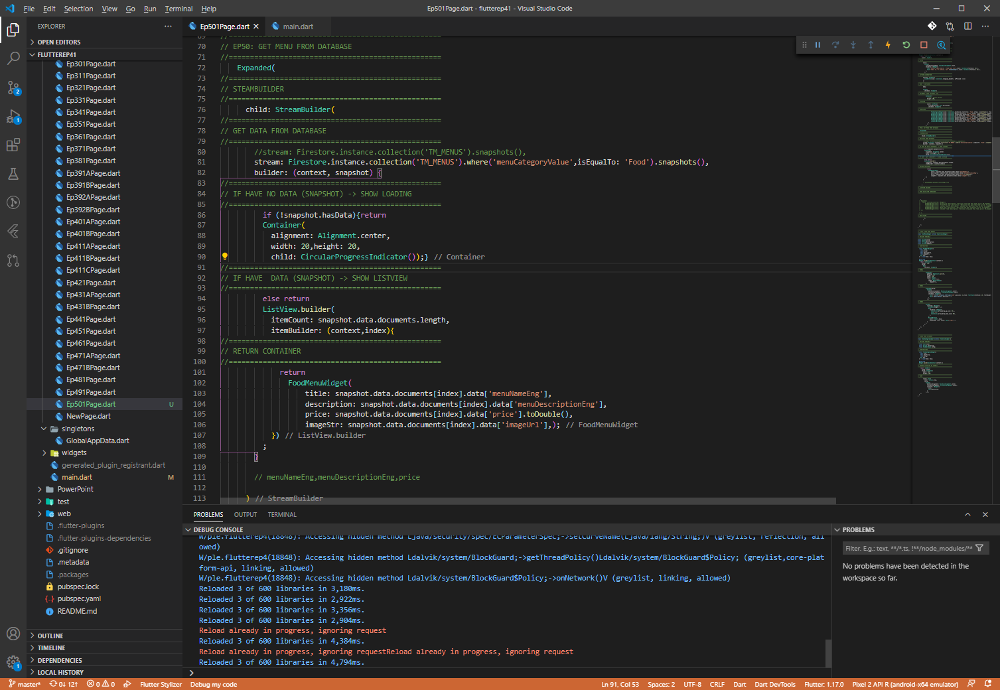 File Edit Selection View Go Run Terminal Help
Ep501Page.dart - flutterep41 - Visual Studio Code
EXPLORER
OPEN EDITORS
FLUTTEREP41
Ep301Page.dart
Ep311Page.dart
Ep321Page.dart
Ep331Page.dart
Ep341Page.dart
Ep351Page.dart
Ep361Page.dart
Ep371Page.dart
Ep381Page.dart
Ep391APage.dart
Ep391BPage.dart
Ep392APage.dart
Ep392BPage.dart
Ep401APage.dart
Ep401BPage.dart
Ep411APage.dart
Ep411BPage.dart
Ep411CPage.dart
Ep421Page.dart
Ep431APage.dart
Ep431BPage.dart
Ep441Page.dart
Ep451Page.dart
Ep461Page.dart
Ep471APage.dart
Ep471BPage.dart
Ep481Page.dart
Ep491Page.dart
Ep501Page.dart U
NewPage.dart
singletons
GlobalAppData.dart
widgets
generated_plugin_registrant.dart
main.dart M
PowerPoint
test
web
.flutter-plugins
.flutter-plugins-dependencies
.gitignore
.metadata
.packages
pubspec.lock
pubspec.yaml
README.md
OUTLINE
TIMELINE
DEPENDENCIES
LOCAL HISTORY
2
1
1
Ep501Page.dart main.dart
69 //==================================================
70 // EP50: GET MENU FROM DATABASE
71 //==================================================
72 Expanded(
73 //==================================================
74 // STEAMBUILDER
75 //==================================================
76 child: StreamBuilder(
77 //==================================================
78 // GET DATA FROM DATABASE
79 //==================================================
80 //stream: Firestore.instance.collection('TM_MENUS').snapshots(),
81 stream: Firestore.instance.collection('TM_MENUS').where('menuCategoryValue',isEqualTo: 'Food').snapshots(),
82 builder: (context, snapshot) {
83 //==================================================
84 // IF HAVE NO DATA (SNAPSHOT) -> SHOW LOADING
85 //==================================================
86 if (!snapshot.hasData){return
87 Container(
88 alignment: Alignment.center,
89 width: 20,height: 20,
90 child: CircularProgressIndicator());} // Container
91 //==================================================
92 // IF HAVE  DATA (SNAPSHOT) -> SHOW LISTVIEW
93 //==================================================
94 else return
95 ListView.builder(
96 itemCount: snapshot.data.documents.length,
97 itemBuilder: (context,index){
98 //==================================================
99 // RETURN CONTAINER
100 //==================================================
101 return
102 FoodMenuWidget(
103 title: snapshot.data.documents[index].data['menuNameEng'],
104 description: snapshot.data.documents[index].data['menuDescriptionEng'],
105 price: snapshot.data.documents[index].data['price'].toDouble(),
106 imageStr: snapshot.data.documents[index].data['imageUrl'],); // FoodMenuWidget
107 }) // ListView.builder
108 ;
109 }
110
111 // menuNameEng,menuDescriptionEng,price
112
113 ) // StreamBuilder
PROBLEMS OUTPUT TERMINAL
DEBUG CONSOLE
W/ple.flutterep4(18848): Accessing hidden method Ljava/security/spec/ECParameterSpec;->setCurveName(Ljava/lang/String;)V (greylist, reflection, all
owed)
W/ple.flutterep4(18848): Accessing hidden method Ldalvik/system/BlockGuard;->getThreadPolicy()Ldalvik/system/BlockGuard$Policy; (greylist,core-plat
form-api, linking, allowed)
W/ple.flutterep4(18848): Accessing hidden method Ldalvik/system/BlockGuard$Policy;->onNetwork()V (greylist, linking, allowed)
Reloaded 3 of 600 libraries in 3,180ms.
Reloaded 3 of 600 libraries in 2,922ms.
Reloaded 3 of 600 libraries in 3,356ms.
Reloaded 3 of 600 libraries in 2,904ms.
Reload already in progress, ignoring request
Reloaded 3 of 600 libraries in 4,384ms.
Reload already in progress, ignoring requestReload already in progress, ignoring request
Reloaded 3 of 600 libraries in 4,794ms.
PROBLEMS
Filter. E.g.: text, **/*.ts, !**/node_modules/**
No problems have been detected in the
workspace so far.
master* 0↓ 12↑ 0 0 Flutter Stylizer Debug my code
Ln 91, Col 53 Spaces: 2 UTF-8 CRLF Dart Dart DevTools Flutter: 1.17.0 Pixel 2 API R (android-x64 emulator)